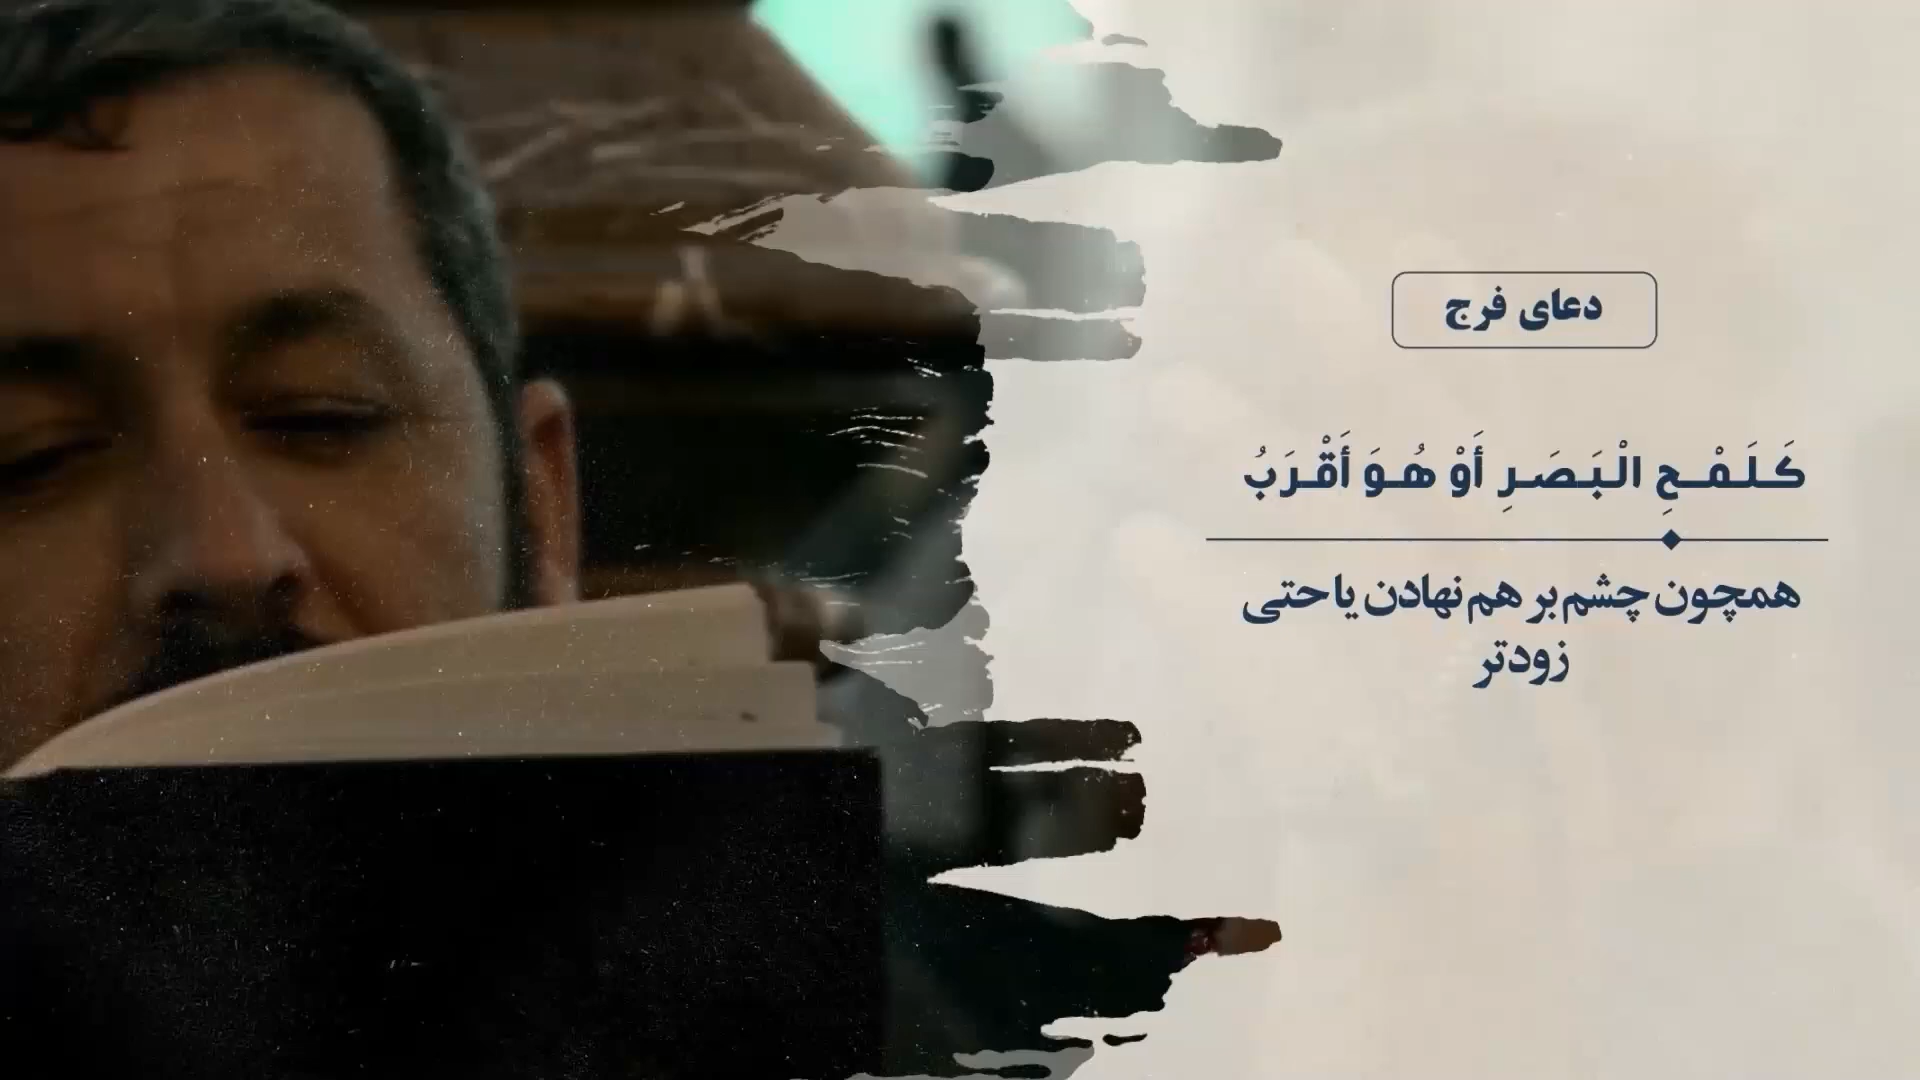 دعای فرج
كَلَمْحِ الْبَصَرِ أَوْ هُوَ أَقْرَبُ
همچون چشم بر هم نهادن یا حتی
زودتر